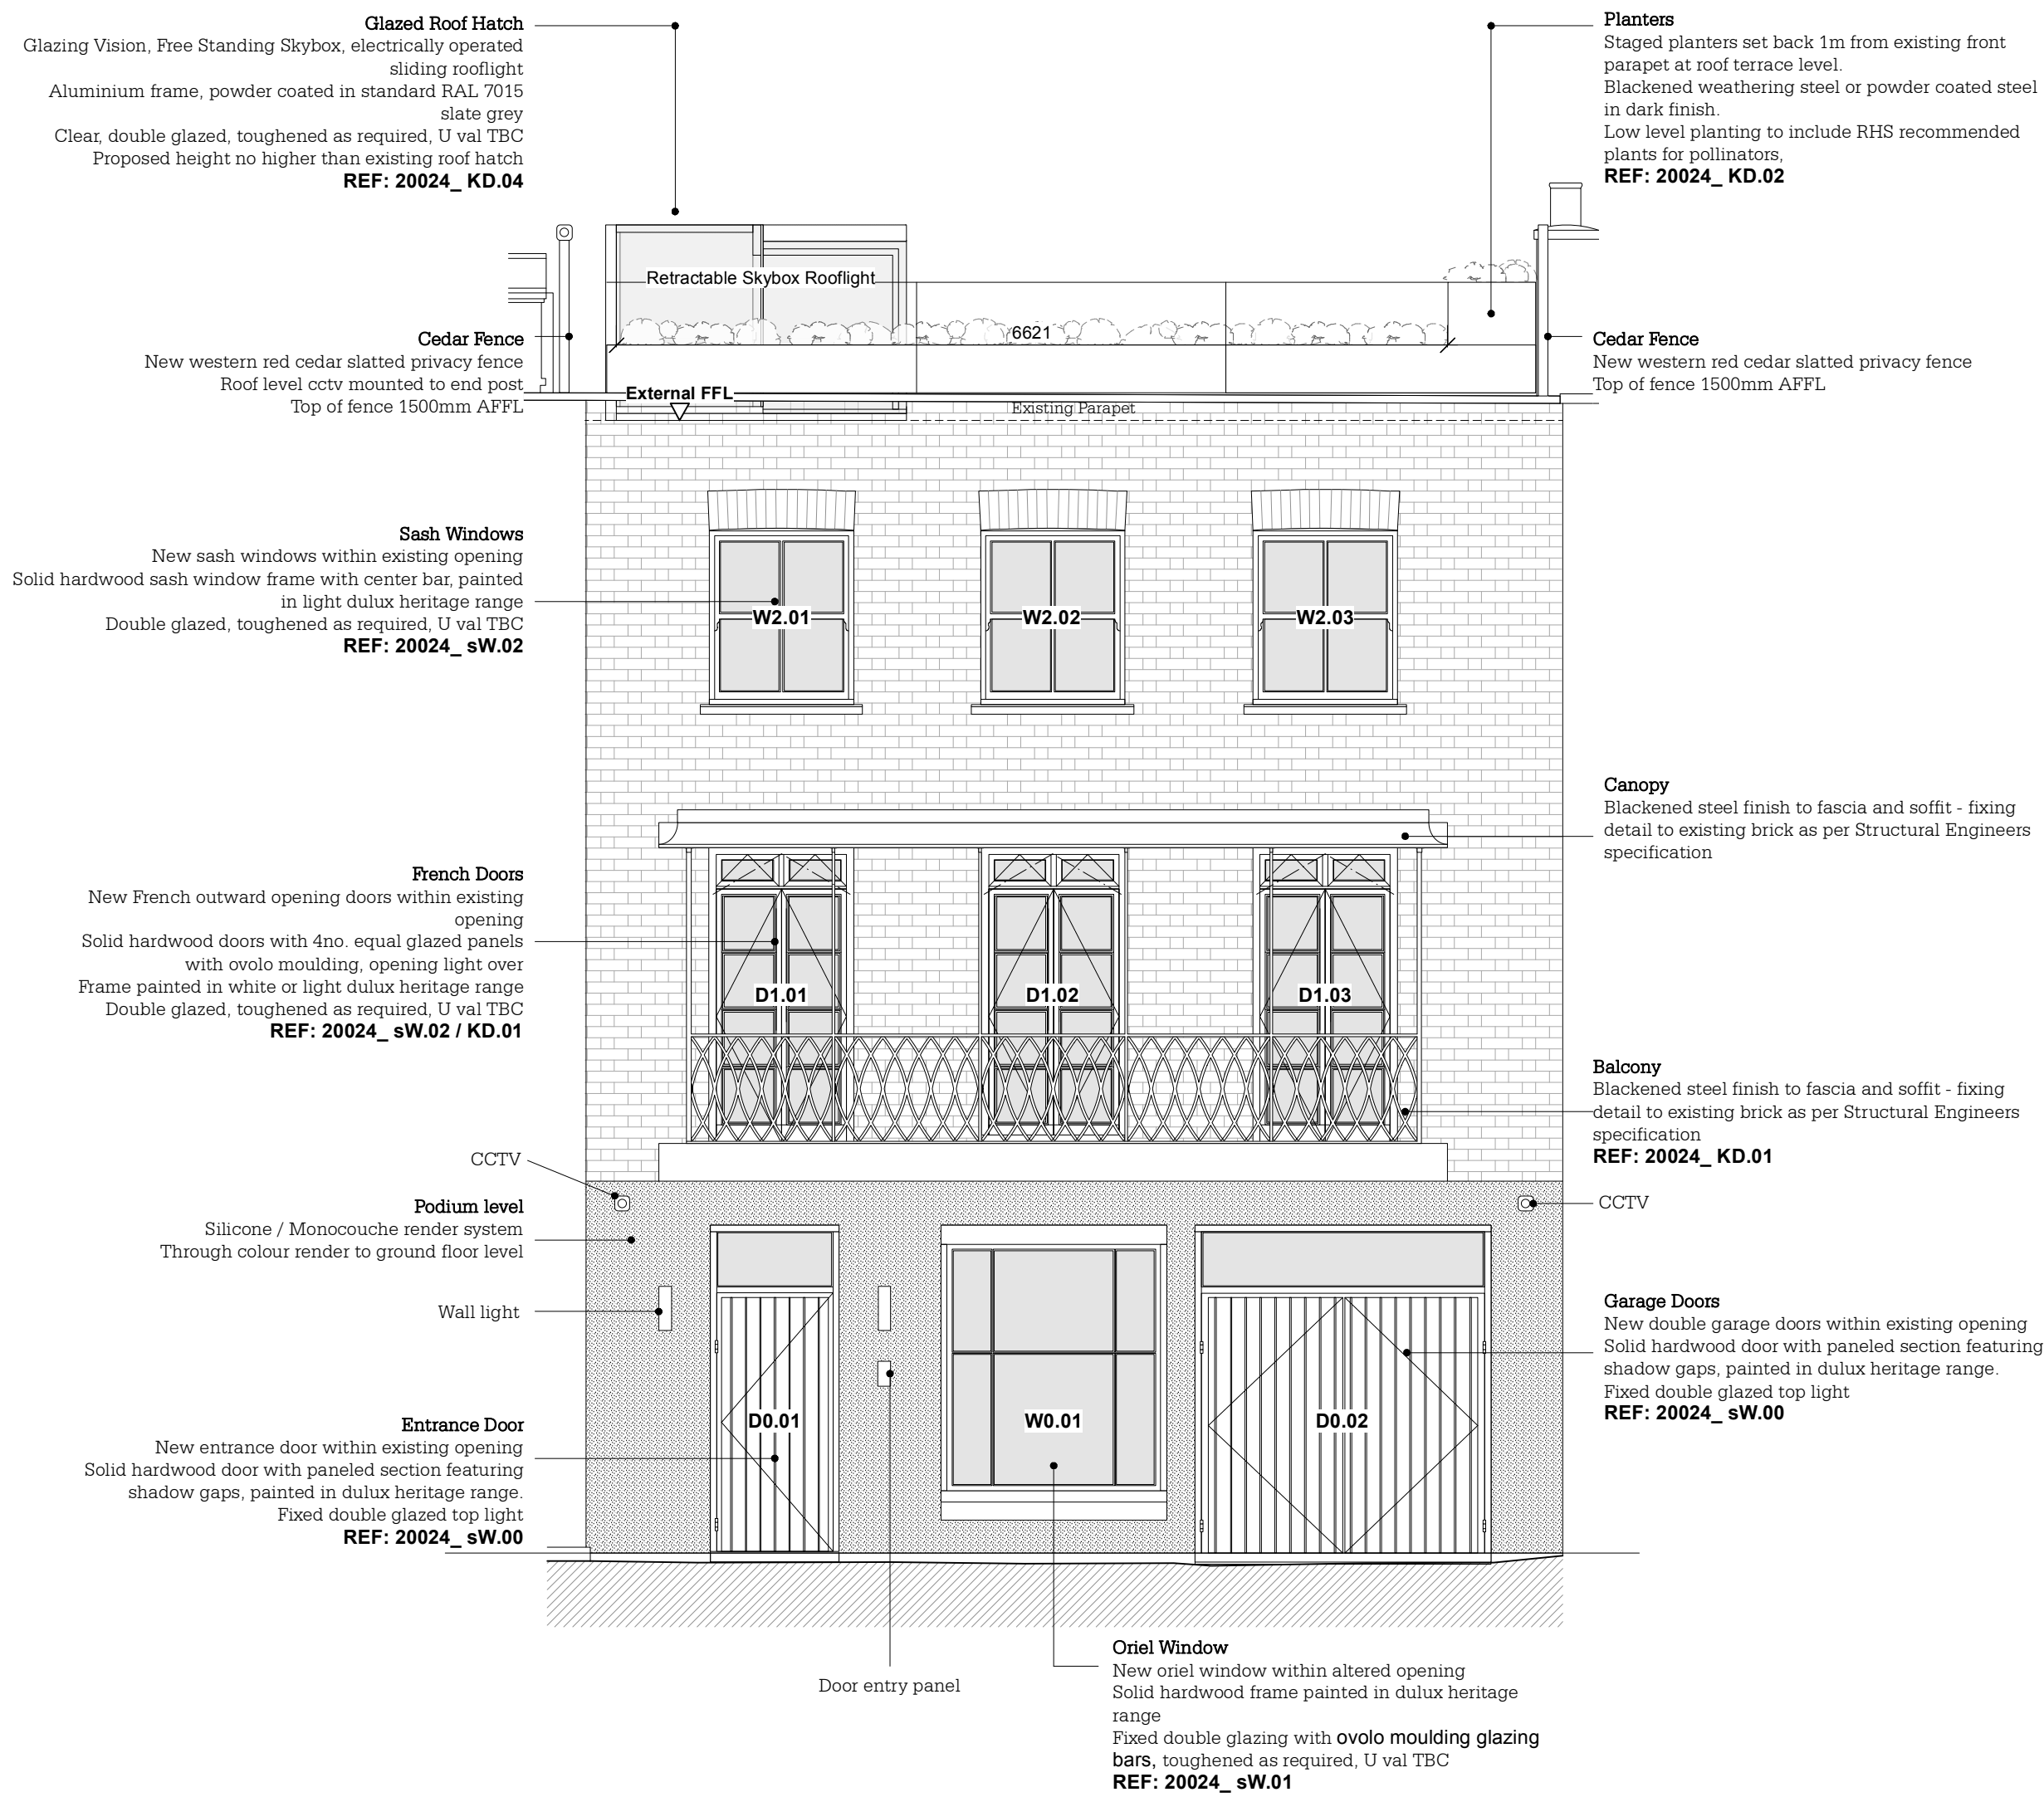 Glazed Roof Hatch
Glazing Vision, Free Standing Skybox, electrically operated
sliding rooflight
Aluminium frame, powder coated in standard RAL 7015
slate grey
Clear, double glazed, toughened as required, U val TBC
Proposed height no higher than existing roof hatch
REF: 20024_ KD.04
Planters
Staged planters set back 1m from existing front
parapet at roof terrace level.
Blackened weathering steel or powder coated steel
in dark finish.
Low level planting to include RHS recommended
plants for pollinators,
REF: 20024_ KD.02
Retractable Skybox Rooflight
6621
Cedar Fence
New western red cedar slatted privacy fence
Roof level cctv mounted to end post
Top of fence 1500mm AFFL
Cedar Fence
New western red cedar slatted privacy fence
Top of fence 1500mm AFFL
External FFL
Existing Parapet
Sash Windows
New sash windows within existing opening
Solid hardwood sash window frame with center bar, painted
in light dulux heritage range
Double glazed, toughened as required, U val TBC
REF: 20024_ sW.02
W2.01
W2.02
W2.03
Canopy
Blackened steel finish to fascia and soffit - fixing
detail to existing brick as per Structural Engineers
specification
French Doors
New French outward opening doors within existing
opening
Solid hardwood doors with 4no. equal glazed panels
with ovolo moulding, opening light over
Frame painted in white or light dulux heritage range
Double glazed, toughened as required, U val TBC
REF: 20024_ sW.02 / KD.01
D1.01
D1.02
D1.03
Balcony
Blackened steel finish to fascia and soffit - fixing
detail to existing brick as per Structural Engineers
specification
REF: 20024_ KD.01
CCTV
CCTV
Podium level
Silicone / Monocouche render system
Through colour render to ground floor level
Wall light
Garage Doors
New double garage doors within existing opening
Solid hardwood door with paneled section featuring
shadow gaps, painted in dulux heritage range.
Fixed double glazed top light
REF: 20024_ sW.00
Entrance Door
New entrance door within existing opening
Solid hardwood door with paneled section featuring
shadow gaps, painted in dulux heritage range.
Fixed double glazed top light
REF: 20024_ sW.00
D0.01
W0.01
D0.02
Door entry panel
Oriel Window
New oriel window within altered opening
Solid hardwood frame painted in dulux heritage
range
Fixed double glazing with ovolo moulding glazing
bars, toughened as required, U val TBC
REF: 20024_ sW.01